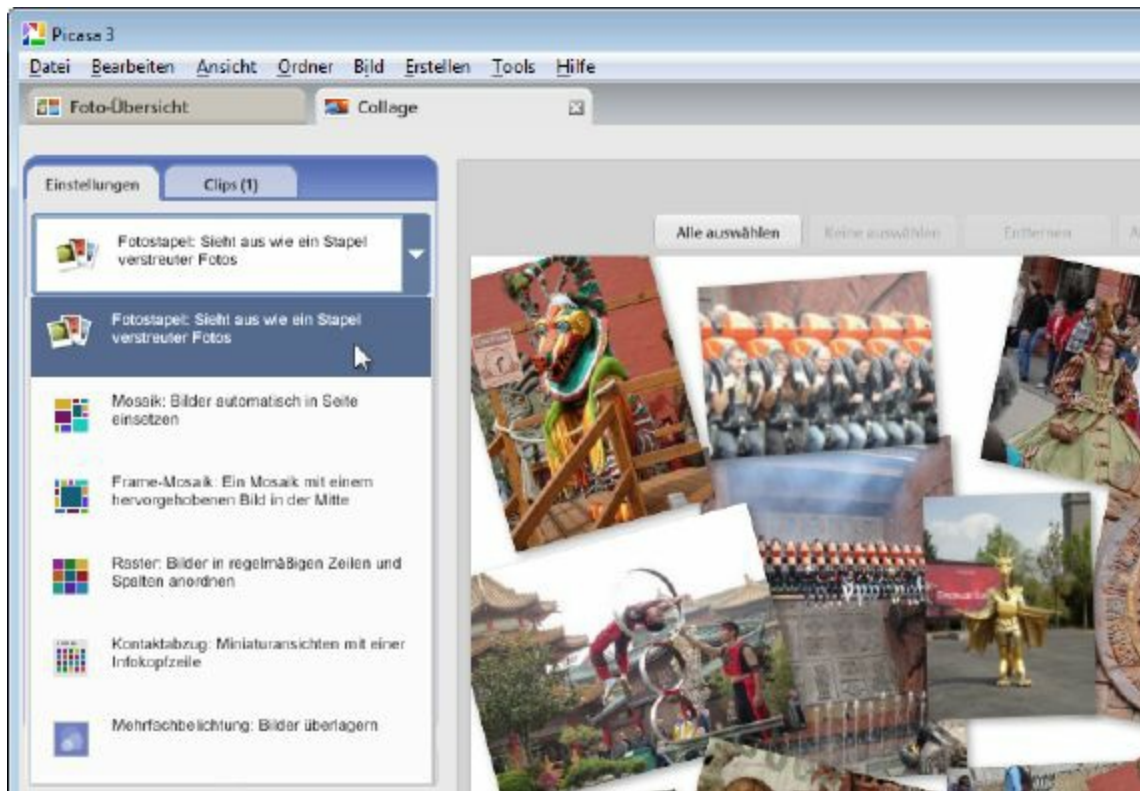 Picasa 3
Datei Bearbeiten Ansicht Ordner Bild Erstellen Tools Hilfe
Foto-Übersicht Collage
Einstellungen Clips (1)
Alle auswählen Keine auswählen Entfernen
Fotostapel: Sieht aus wie ein Stapel
verstreuter Fotos
Fotostapel: Sieht aus wie ein Stapel
verstreuter Fotos
Mosaik: Bilder automatisch in Seite
einsetzen
Frame-Mosaik: Ein Mosaik mit einem
hervorgehobenen Bild in der Mitte
Raster: Bilder in regelmäßigen Zeilen und
Spalten anordnen
Kontaktabzug: Miniaturansichten mit einer
Infokopfzeile
Mehrfachbelichtung: Bilder überlagern